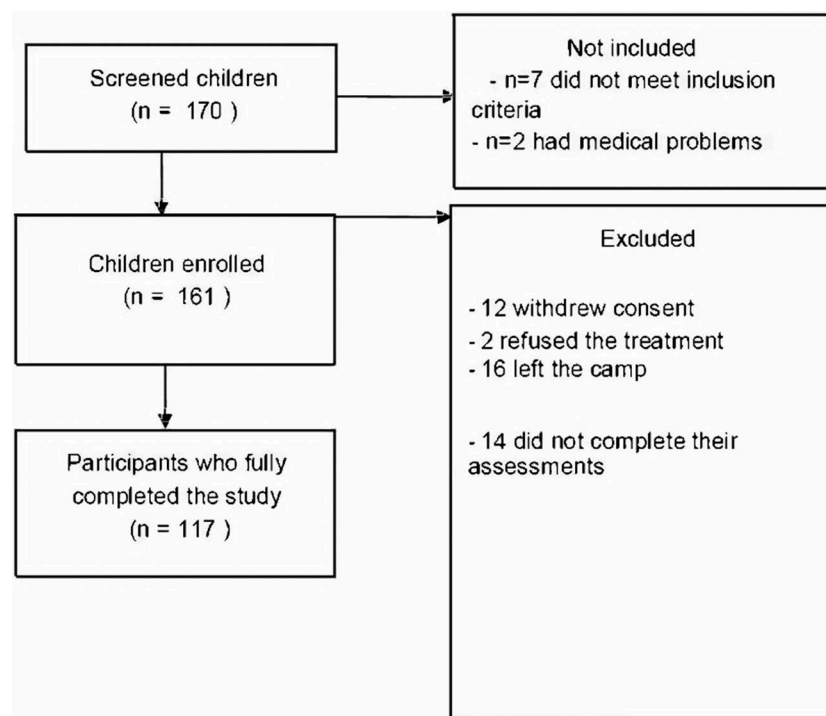 Screened children
(n = 170 )
Not included
- n=7 did not meet inclusion
criteria
- n=2 had medical problems
Children enrolled
(n = 161)
Excluded
- 12 withdrew consent
- 2 refused the treatment
- 16 left the camp
- 14 did not complete their
assessments
Participants who fully
completed the study
(n = 117 )